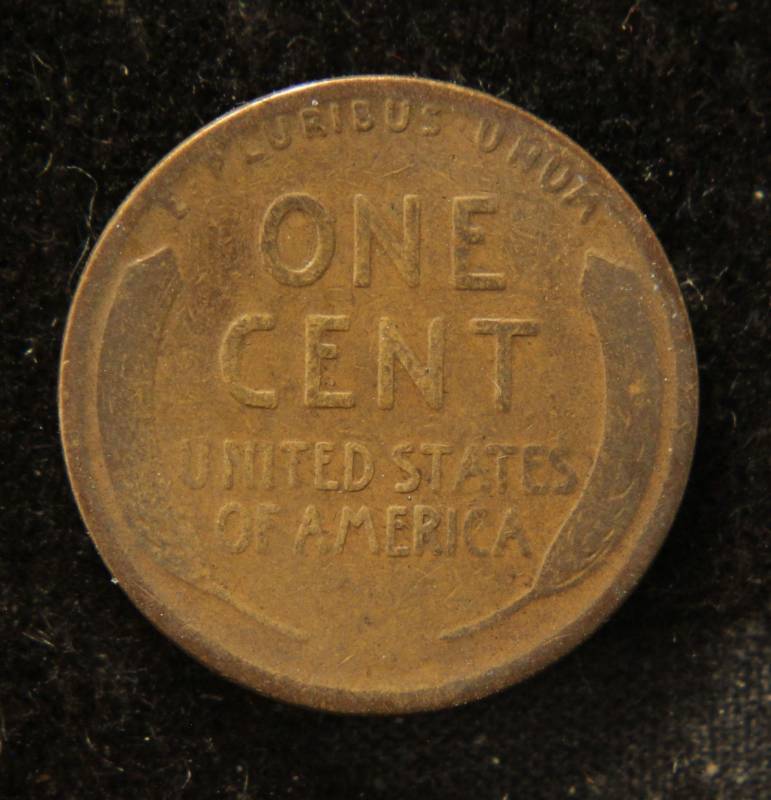 E·PLURIBUS·UNUM
ONE
CENT
UNITED STATES
OF AMERICA